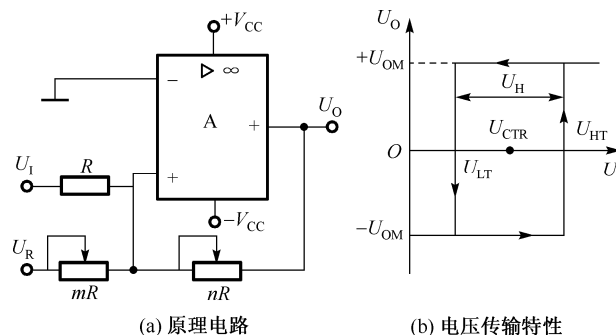 +V_CC
▷ ∞
−
A
+
+
U_O
U_I
R
−V_CC
U_R
mR
nR
(a) 原理电路
U_O
+U_OM
U_H
U_CTR
U_HT
O
U_LT
U
−U_OM
(b) 电压传输特性